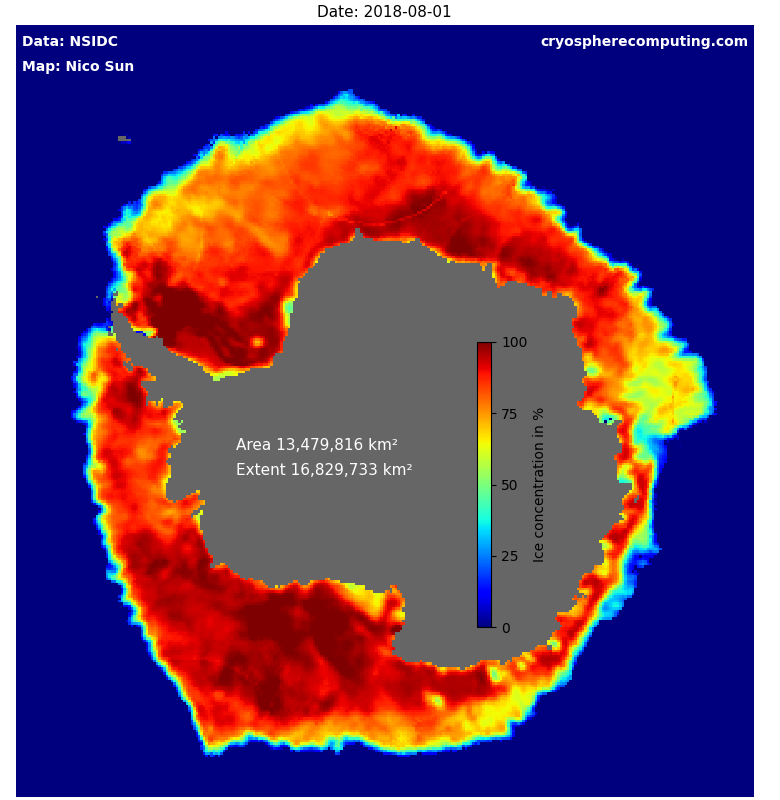 Date: 2018-08-01
Data: NSIDC
cryospherecomputing.com
Map: Nico Sun
Area 13,479,816 km²
Extent 16,829,733 km²
100
75
50
25
0
Ice concentration in %